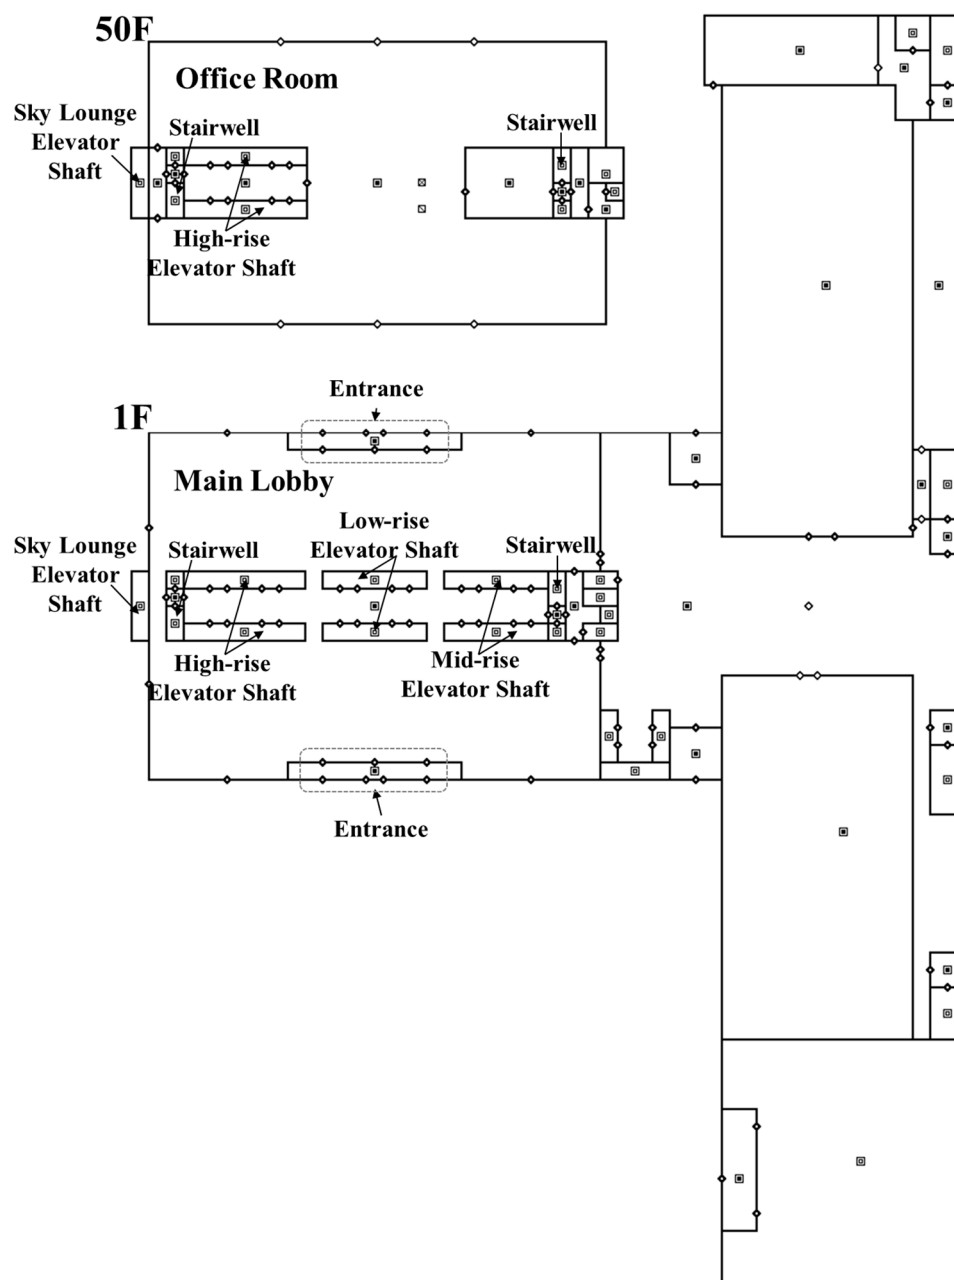 50F
Office Room
Sky Lounge
Elevator
Shaft
Stairwell
Stairwell
High-rise
Elevator Shaft
Entrance
1F
Main Lobby
Sky Lounge
Elevator
Shaft
Stairwell
Low-rise
Elevator Shaft
Stairwell
High-rise
Elevator Shaft
Mid-rise
Elevator Shaft
Entrance